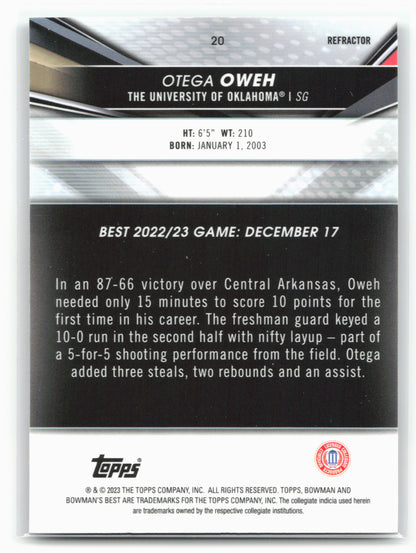 20
REFRACTOR
OTEGA OWEH
THE UNIVERSITY OF OKLAHOMA® | SG
HT: 6'5" WT: 210
BORN: JANUARY 1, 2003
BEST 2022/23 GAME: DECEMBER 17
In an 87-66 victory over Central Arkansas, Oweh
needed only 15 minutes to score 10 points for the
first time in his career. The freshman guard keyed a
10-0 run in the second half with nifty layup – part of
a 5-for-5 shooting performance from the field. Otega
added three steals, two rebounds and an assist.
Topps
® & © 2023 THE TOPPS COMPANY, INC. ALL RIGHTS RESERVED. TOPPS, BOWMAN AND
BOWMAN'S BEST ARE TRADEMARKS FOR THE TOPPS COMPANY, INC. The collegiate indicia used herein
are trademarks owned by the respective collegiate institutions.